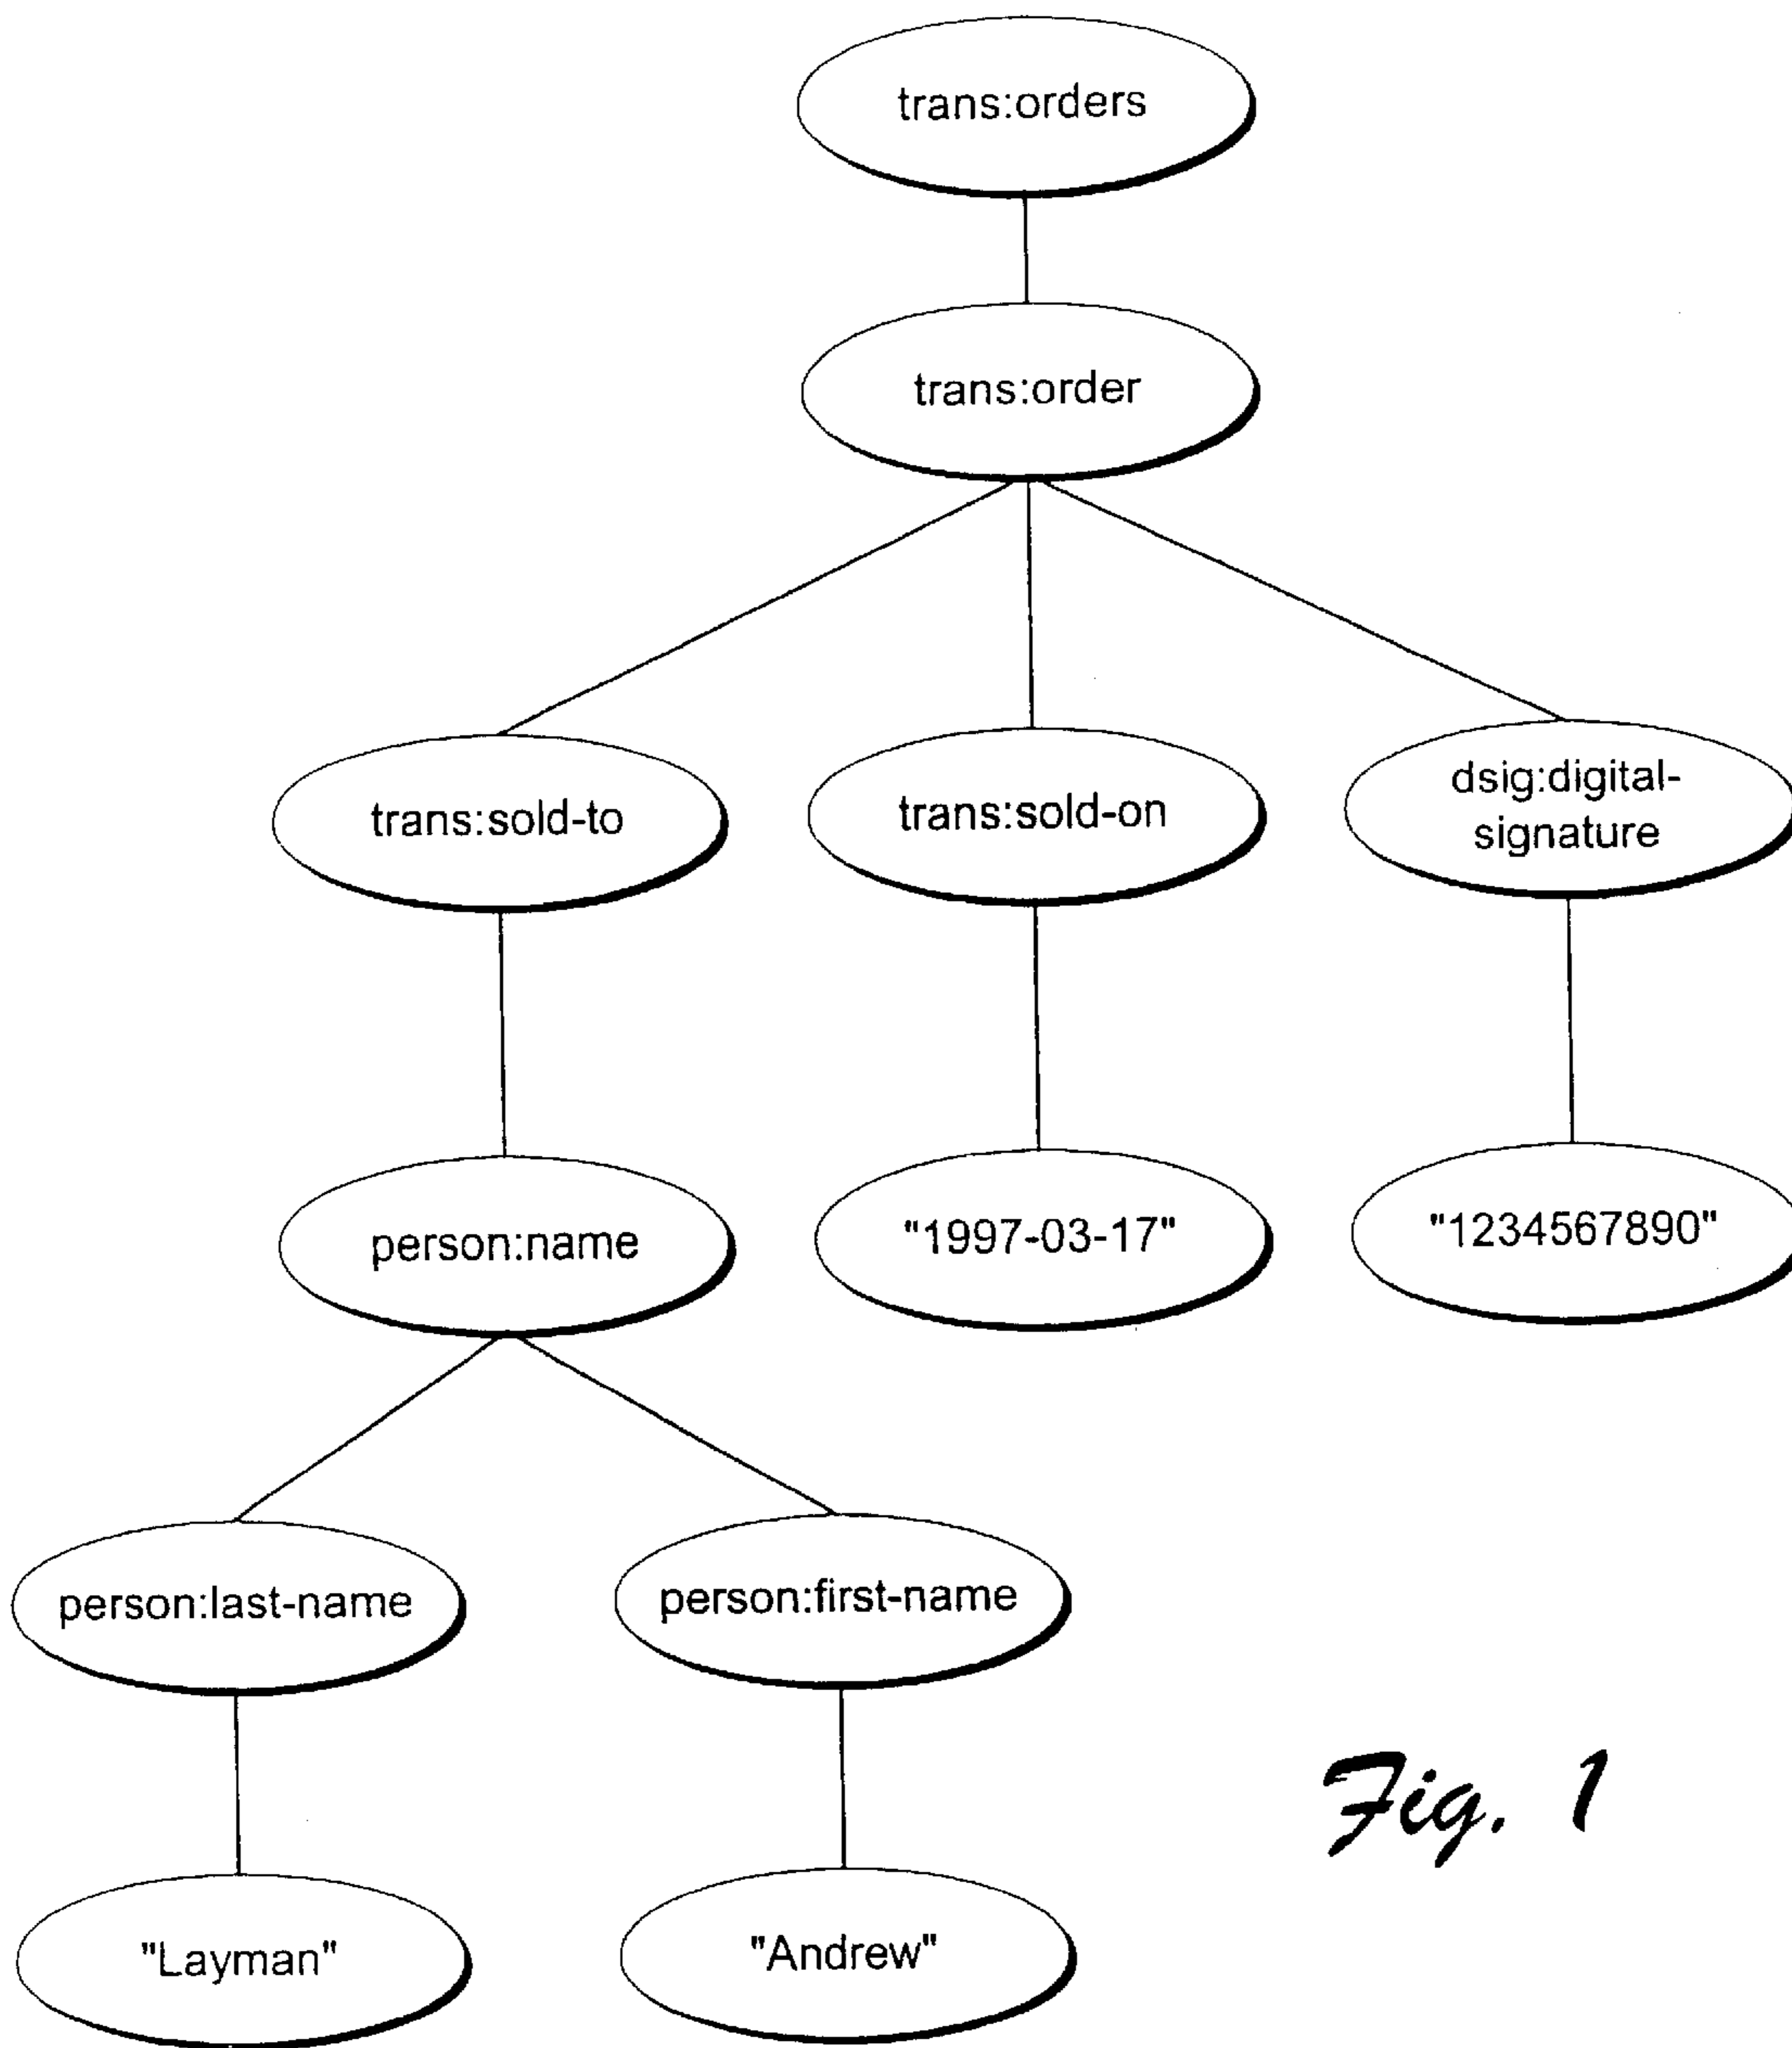 trans:orders
trans:order
trans:sold-to
trans:sold-on
dsig:digital-
signature
person:name
"1997-03-17"
"1234567890"
person:last-name
person:first-name
"Layman"
"Andrew"
Fig. 1